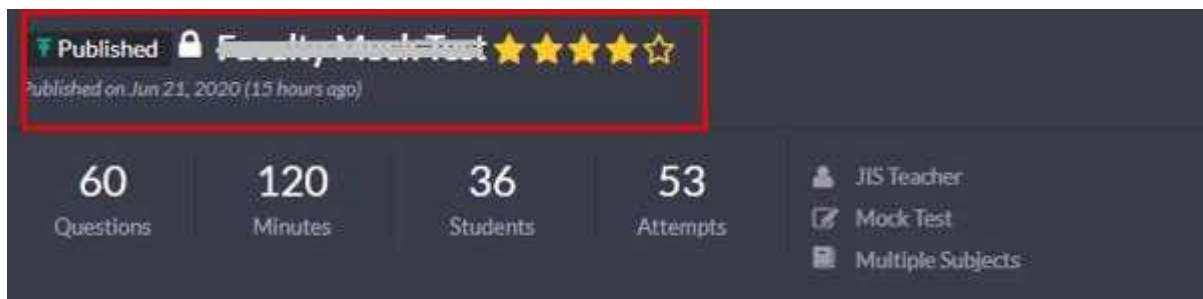 Published
Published on Jun 21, 2020 (15 hours ago)
60
Questions
120
Minutes
36
Students
53
Attempts
JIS Teacher
Mock Test
Multiple Subjects